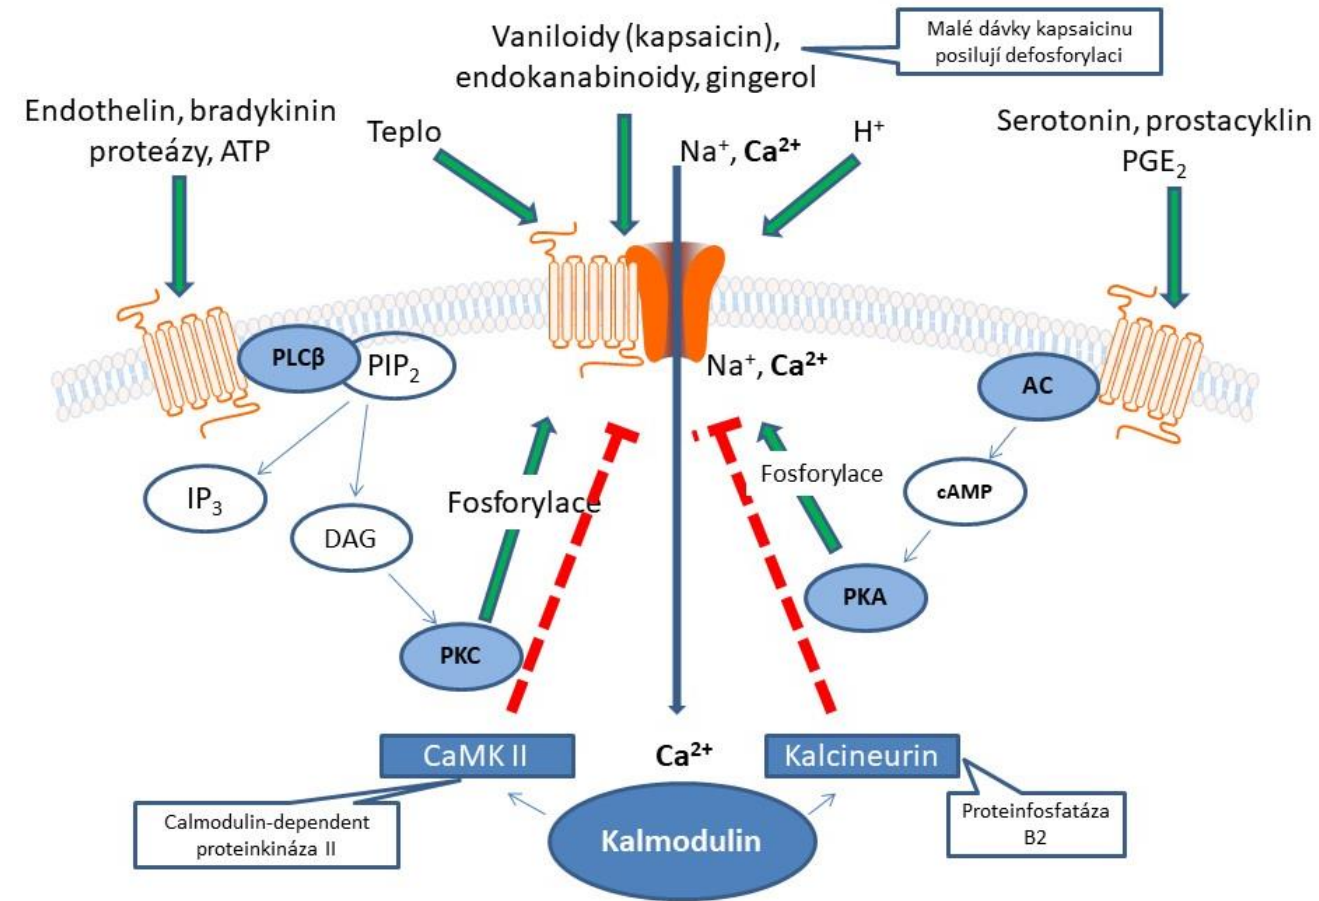 Vaniloidy (kapsaicin),
endokanabinoidy, gingerol
Malé dávky kapsaicinu
posilují defosforylaci
Endothelin, bradykinin
proteázy, ATP
Teplo
Na⁺, Ca²⁺
H⁺
Serotonin, prostacyklin
PGE₂
PLCβ
PIP₂
Na⁺, Ca²⁺
AC
IP₃
DAG
Fosforylace
Fosforylace
cAMP
PKC
PKA
CaMK II
Ca²⁺
Kalcineurin
Calmodulin-dependent
proteinkináza II
Kalmodulin
Proteinfosfatáza
B2